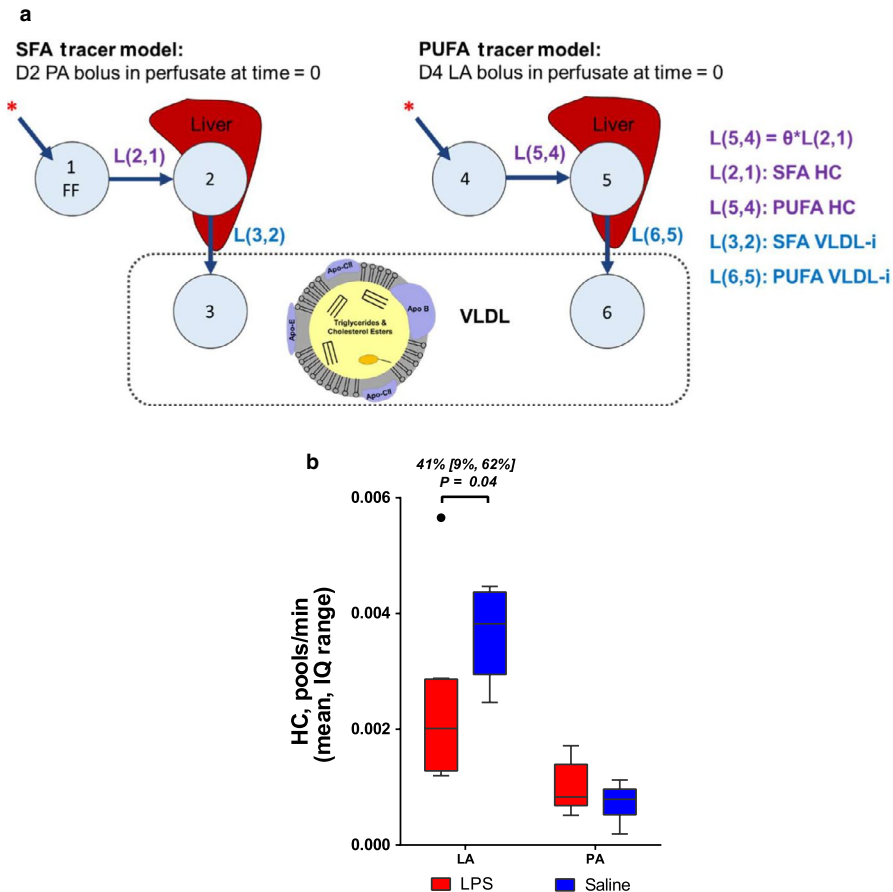 a
SFA tracer model:
D2 PA bolus in perfusate at time = 0
PUFA tracer model:
D4 LA bolus in perfusate at time = 0
*
Liver
L(2,1)
1
FF
2
L(3,2)
3
*
Liver
L(5,4)
4
5
L(6,5)
6
L(5,4) = θ*L(2,1)
L(2,1): SFA HC
L(5,4): PUFA HC
L(3,2): SFA VLDL-i
L(6,5): PUFA VLDL-i
Apo-CII
Apo B
Apo-E
Triglycerides &
Cholesterol Esters
Apo-CII
VLDL
b
41% [9%, 62%]
P = 0.04
HC, pools/min
(mean, IQ range)
0.006
0.004
0.002
0.000
LA
PA
LPS
Saline